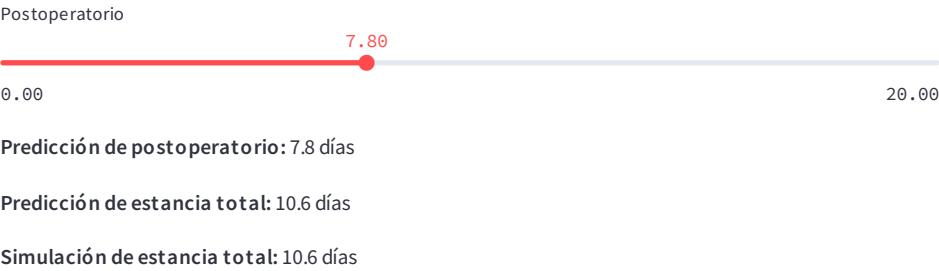 Postoperatorio
7.80
0.00 20.00
Predicción de postoperatorio: 7.8 días
Predicción de estancia total: 10.6 días
Simulación de estancia total: 10.6 días